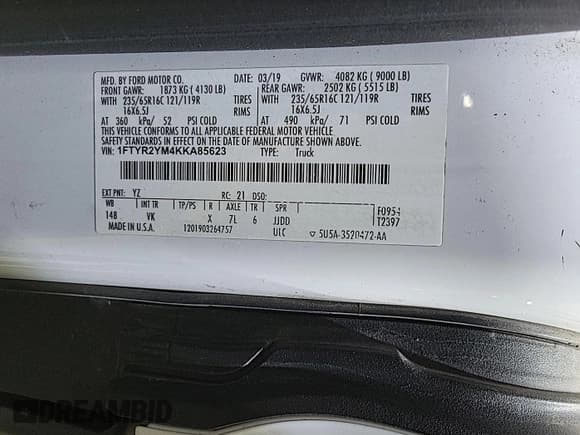 MFD. BY FORD MOTOR CO. 03/19 GVWR: 4082 KG ( 9000 LB)
FRONT GAWR: 1873 KG ( 4130 LB) REAR GAWR: 2502 KG ( 5515 LB)
WITH 235/65R16C 121/119R TIRES WITH 235/65R16C 121/119R TIRES
16X6.5J RIMS 16X6.5J RIMS
AT 360 kPa/ 52 PSI COLD AT 490 kPa/ 71 PSI COLD
THIS VEHICLE CONFORMS TO ALL APPLICABLE FEDERAL MOTOR VEHICLE
SAFETY STANDARDS IN EFFECT ON THE DATE OF MANUFACTURE SHOWN ABOVE.
VIN: 1FTYR2YM4KKA85623 TYPE: Truck
EXT PNT: YZ RC: 21 DSO:
WB INT TR TP/PS R AXLE TR SPR
148 VK X 7L 6 JJDD
F0954
T2397
MADE IN U.S.A. 1201903264757 ULC ▽ 5U5A-3520472-AA
DREAMBID